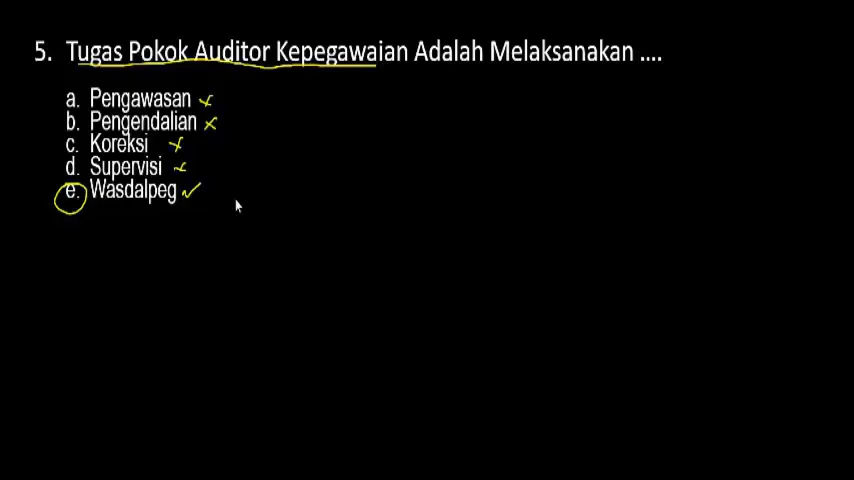 5. Tugas Pokok Auditor Kepegawaian Adalah Melaksanakan ....
a. Pengawasan
b. Pengendalian
c. Koreksi
d. Supervisi
e. Wasdalpeg